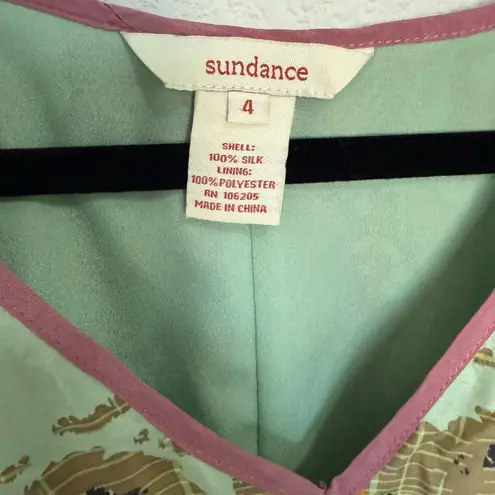 sundance
4
SHELL:
100% SILK
LINING:
100%POLYESTER
RN 106205
MADE IN CHINA